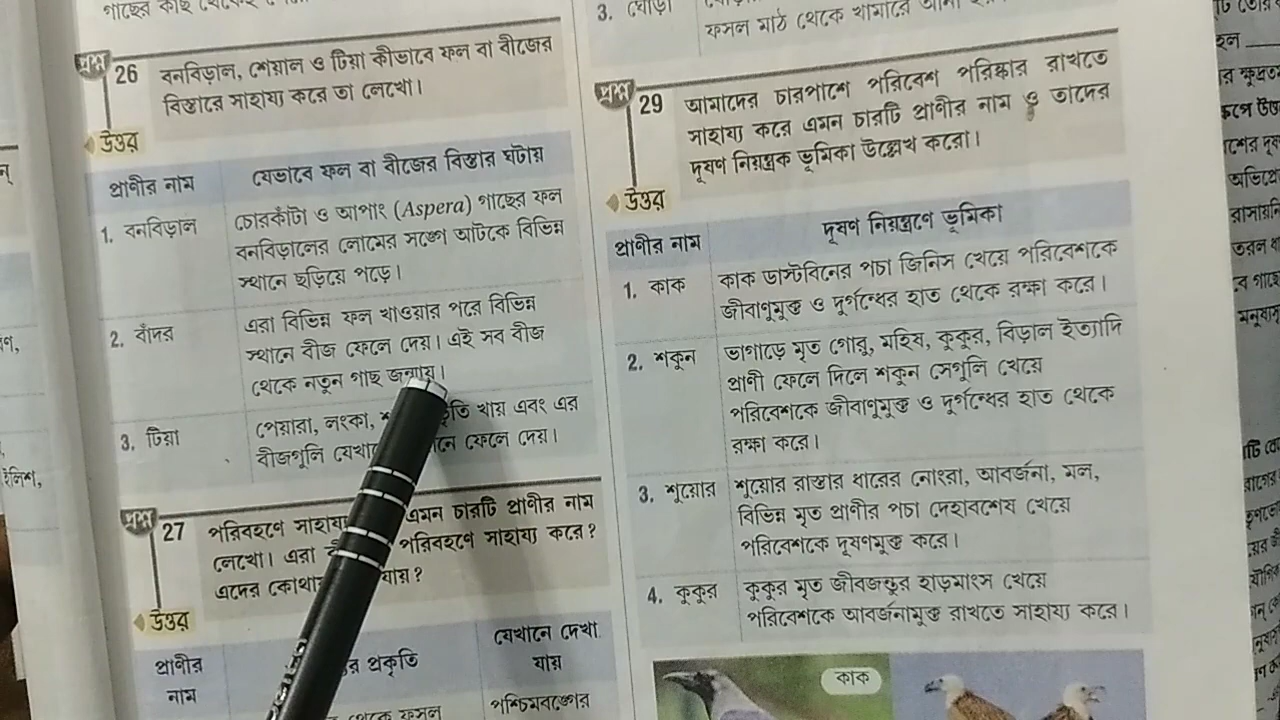 গাছের কাছ
প্রশ্ন 26 বনবিড়াল, শেয়াল ও টিয়া কীভাবে ফল বা বীজের
বিস্তারে সাহায্য করে তা লেখো।
উত্তর
প্রাণীর নাম যেভাবে ফল বা বীজের বিস্তার ঘটায়
1. বনবিড়াল চোরকাঁটা ও আপাং (Aspera) গাছের ফল
বনবিড়ালের লোমের সঙ্গে আটকে বিভিন্ন
স্থানে ছড়িয়ে পড়ে।
2. বাঁদর এরা বিভিন্ন ফল খাওয়ার পরে বিভিন্ন
স্থানে বীজ ফেলে দেয়। এই সব বীজ
থেকে নতুন গাছ জন্মায়।
3. টিয়া পেয়ারা, লংকা, খায় এবং এর
বীজগুলি ফেলে দেয়।
প্রশ্ন 27 পরিবহণে এমন চারটি প্রাণীর নাম
লেখো। এরা পরিবহণে সাহায্য করে?
এদের যায়?
উত্তর
প্রাণীর নাম প্রকৃতি যেখানে দেখা যায়
থেকে ফসল পশ্চিমবঙ্গের
3. ঘোড়া
ফসল মাঠ থেকে খামারে আনা
প্রশ্ন 29 আমাদের চারপাশে পরিবেশ পরিষ্কার রাখতে
সাহায্য করে এমন চারটি প্রাণীর নাম ও তাদের
দূষণ নিয়ন্ত্রক ভূমিকা উল্লেখ করো।
উত্তর
প্রাণীর নাম দূষণ নিয়ন্ত্রণে ভূমিকা
1. কাক কাক ডাস্টবিনের পচা জিনিস খেয়ে পরিবেশকে
জীবাণুমুক্ত ও দুর্গন্ধের হাত থেকে রক্ষা করে।
2. শকুন ভাগাড়ে মৃত গোরু, মহিষ, কুকুর, বিড়াল ইত্যাদি
প্রাণী ফেলে দিলে শকুন সেগুলি খেয়ে
পরিবেশকে জীবাণুমুক্ত ও দুর্গন্ধের হাত থেকে
রক্ষা করে।
3. শুয়োর শুয়োর রাস্তার ধারের নোংরা, আবর্জনা, মল,
বিভিন্ন মৃত প্রাণীর পচা দেহাবশেষ খেয়ে
পরিবেশকে দূষণমুক্ত করে।
4. কুকুর কুকুর মৃত জীবজন্তুর হাড়মাংস খেয়ে
পরিবেশকে আবর্জনামুক্ত রাখতে সাহায্য করে।
কাক